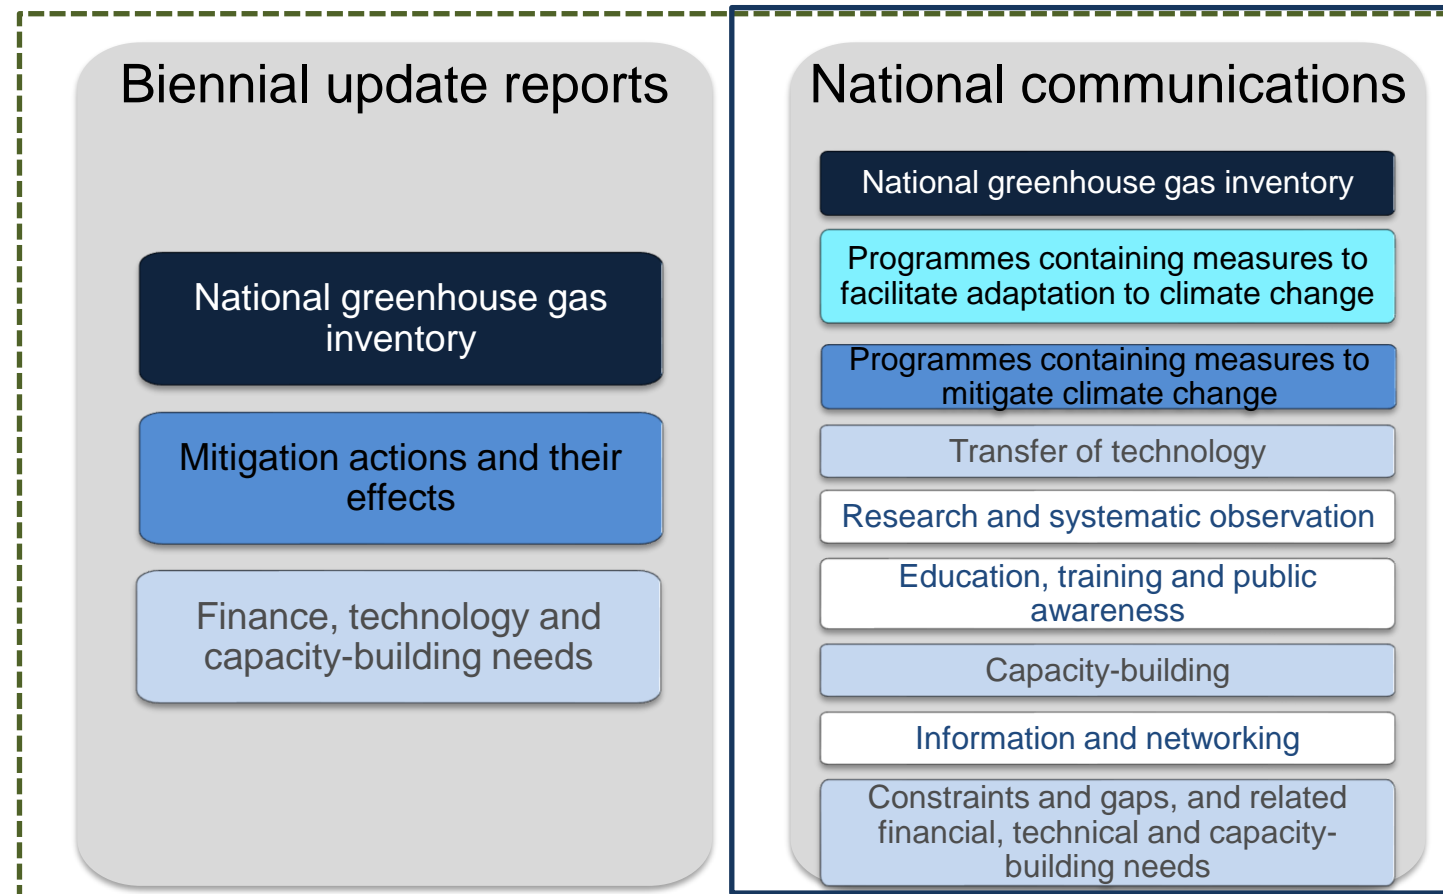 Biennial update reports
National greenhouse gas
inventory
Mitigation actions and their
effects
Finance, technology and
capacity-building needs
National communications
National greenhouse gas inventory
Programmes containing measures to
facilitate adaptation to climate change
Programmes containing measures to
mitigate climate change
Transfer of technology
Research and systematic observation
Education, training and public
awareness
Capacity-building
Information and networking
Constraints and gaps, and related
financial, technical and capacity-
building needs